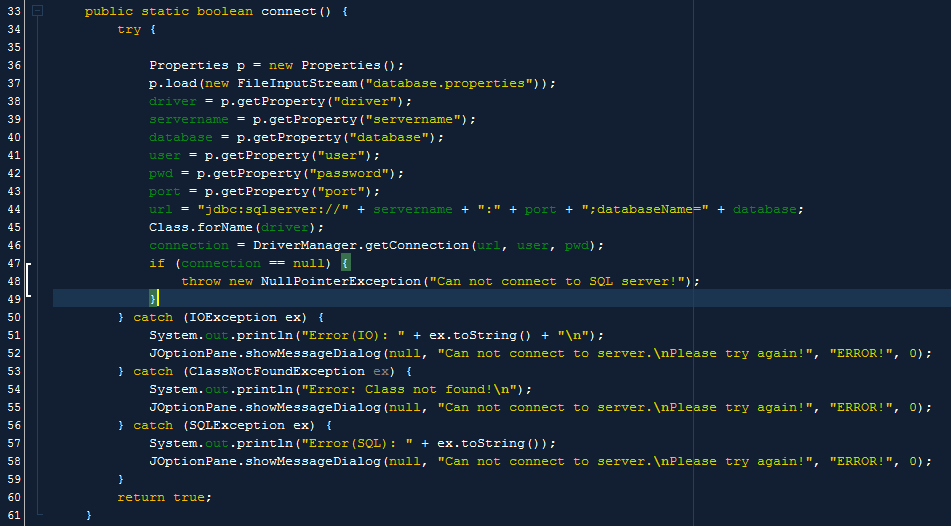 33 public static boolean connect() {
34 try {
35
36 Properties p = new Properties();
37 p.load(new FileInputStream("database.properties"));
38 driver = p.getProperty("driver");
39 servername = p.getProperty("servername");
40 database = p.getProperty("database");
41 user = p.getProperty("user");
42 pwd = p.getProperty("password");
43 port = p.getProperty("port");
44 url = "jdbc:sqlserver://" + servername + ":" + port + ";databaseName=" + database;
45 Class.forName(driver);
46 connection = DriverManager.getConnection(url, user, pwd);
47 if (connection == null) {
48 throw new NullPointerException("Can not connect to SQL server!");
49 }
50 } catch (IOException ex) {
51 System.out.println("Error(IO): " + ex.toString() + "\n");
52 JOptionPane.showMessageDialog(null, "Can not connect to server.\nPlease try again!", "ERROR!", 0);
53 } catch (ClassNotFoundException ex) {
54 System.out.println("Error: Class not found!\n");
55 JOptionPane.showMessageDialog(null, "Can not connect to server.\nPlease try again!", "ERROR!", 0);
56 } catch (SQLException ex) {
57 System.out.println("Error(SQL): " + ex.toString());
58 JOptionPane.showMessageDialog(null, "Can not connect to server.\nPlease try again!", "ERROR!", 0);
59 }
60 return true;
61 }